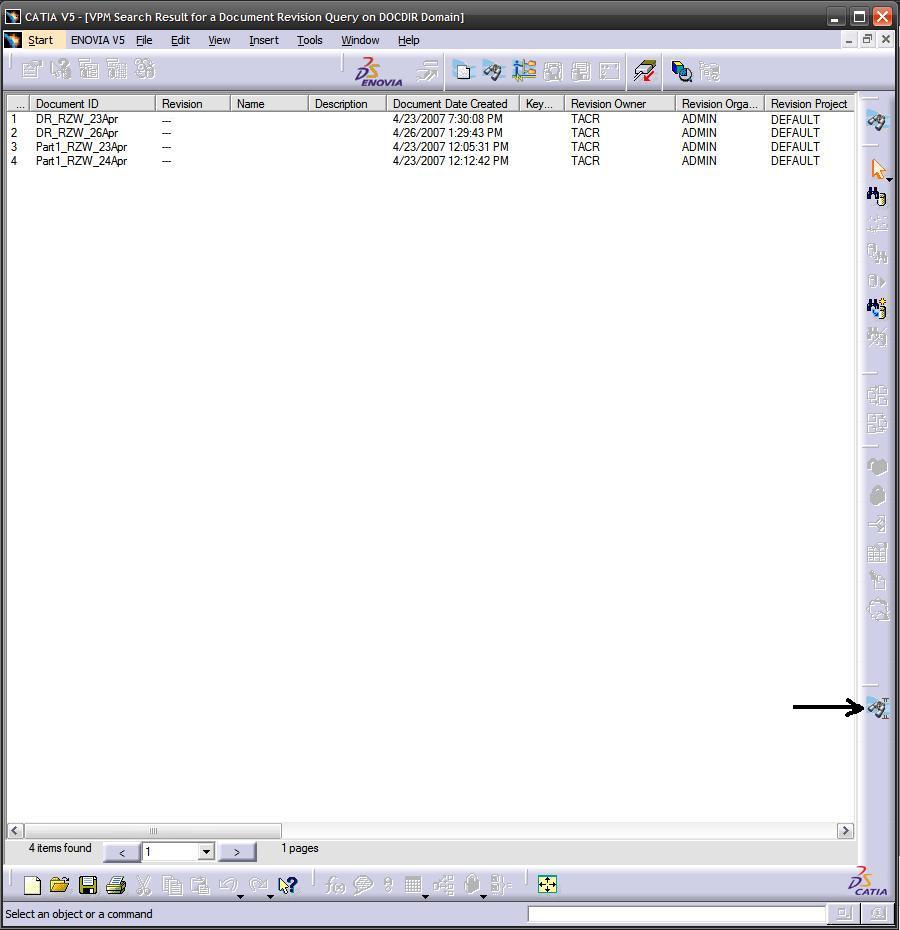 CATIA V5 - [VPM Search Result for a Document Revision Query on DOCDIR Domain]
Start ENOVIA V5 File Edit View Insert Tools Window Help
DS ENOVIA
... Document ID Revision Name Description Document Date Created Key... Revision Owner Revision Orga... Revision Project
1 DR_RZW_23Apr --- 4/23/2007 7:30:08 PM TACR ADMIN DEFAULT
2 DR_RZW_26Apr --- 4/26/2007 1:29:43 PM TACR ADMIN DEFAULT
3 Part1_RZW_23Apr --- 4/23/2007 12:05:31 PM TACR ADMIN DEFAULT
4 Part1_RZW_24Apr --- 4/23/2007 12:12:42 PM TACR ADMIN DEFAULT
4 items found < 1 > 1 pages
f(x)
DS CATIA
Select an object or a command